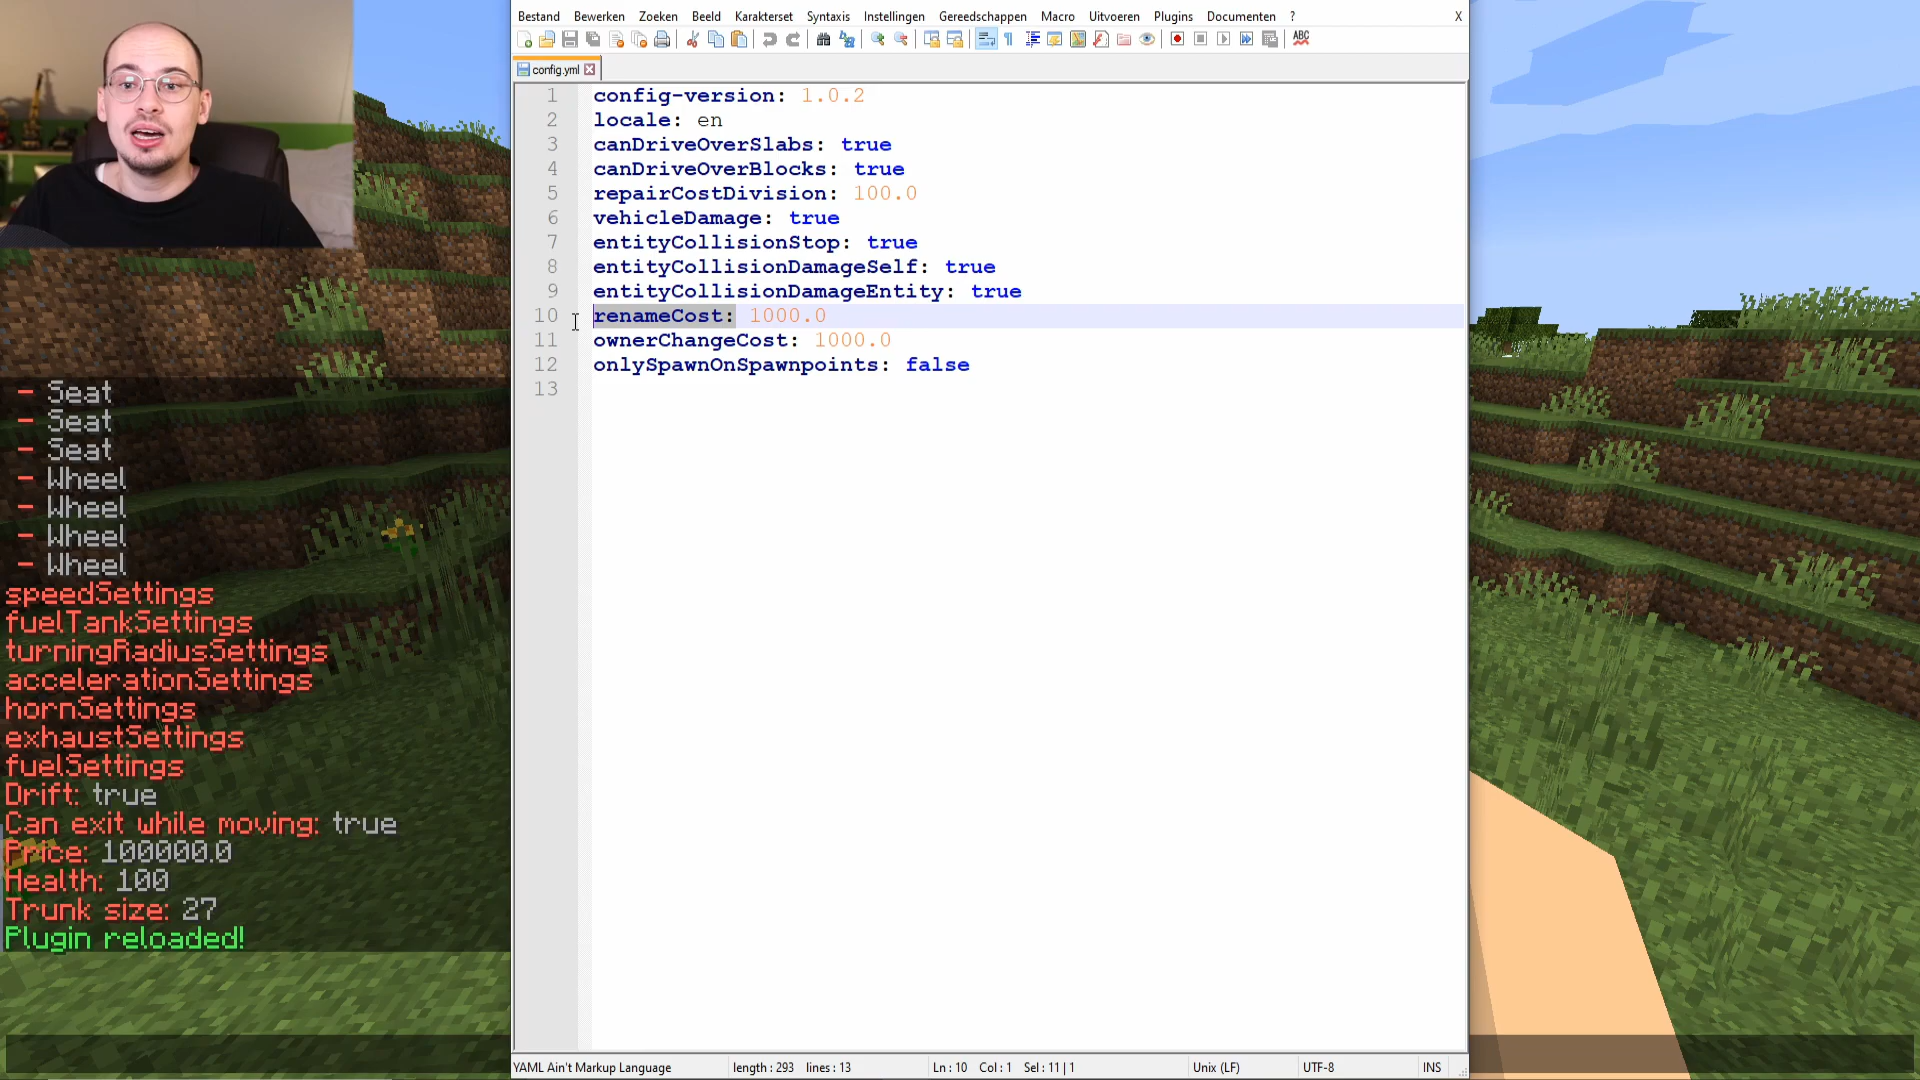 Bestand Bewerken Zoeken Beeld Karakterset Syntaxis Instellingen Gereedschappen Macro Uitvoeren Plugins Documenten ? X
ABC
config.yml
1 config-version: 1.0.2
2 locale: en
3 canDriveOverSlabs: true
4 canDriveOverBlocks: true
5 repairCostDivision: 100.0
6 vehicleDamage: true
7 entityCollisionStop: true
8 entityCollisionDamageSelf: true
9 entityCollisionDamageEntity: true
10 renameCost: 1000.0
11 ownerChangeCost: 1000.0
12 onlySpawnOnSpawnpoints: false
13
- Seat
- Seat
- Seat
- Wheel
- Wheel
- Wheel
- Wheel
speedSettings
fuelTankSettings
turningRadiusSettings
accelerationSettings
hornSettings
exhaustSettings
fuelSettings
Drift: true
Can exit while moving: true
Price: 100000.0
Health: 100
Trunk size: 27
Plugin reloaded!
YAML Ain't Markup Language length : 293 lines : 13 Ln : 10 Col : 1 Sel : 11 | 1 Unix (LF) UTF-8 INS